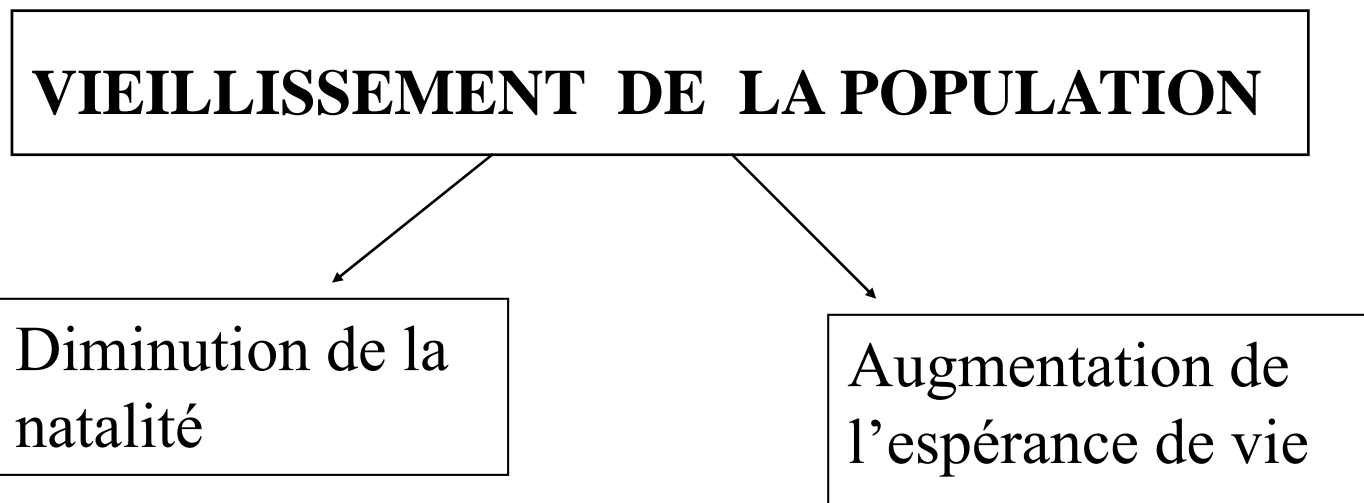 VIEILLISSEMENT DE LA POPULATION
Diminution de la
natalité
Augmentation de
l’espérance de vie